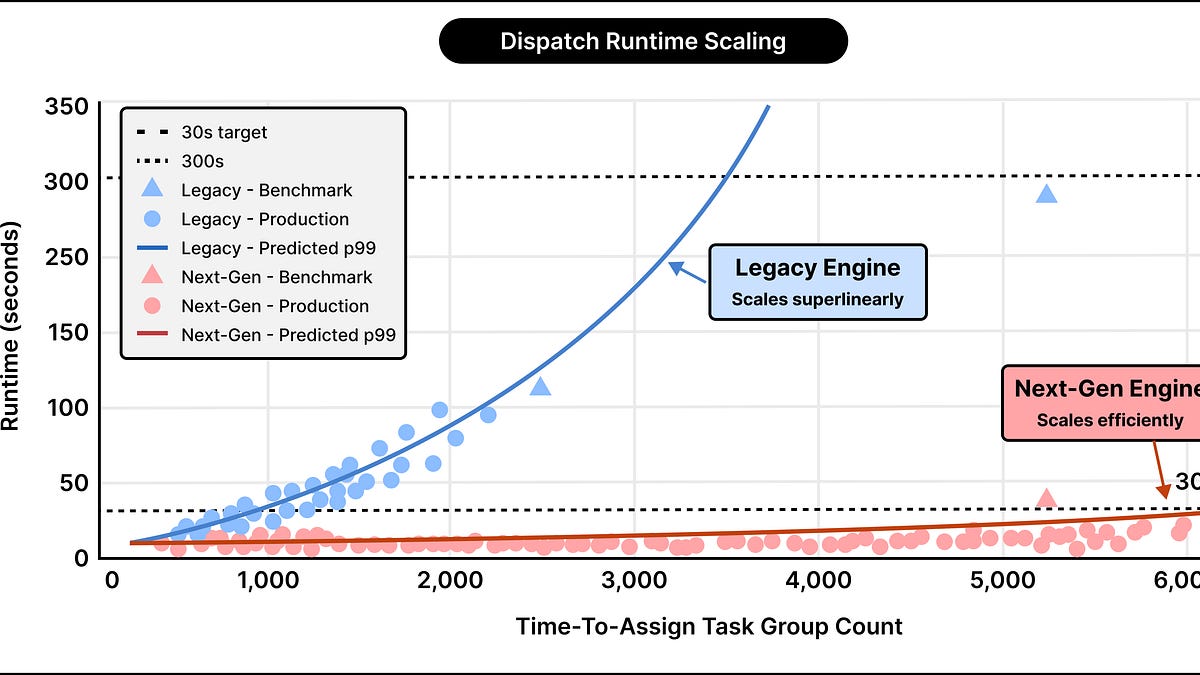 Dispatch Runtime Scaling
350
300
250
150
100
50
0
Runtime (seconds)
30s target
300s
Legacy - Benchmark
Legacy - Production
Legacy - Predicted p99
Next-Gen - Benchmark
Next-Gen - Production
Next-Gen - Predicted p99
Legacy Engine
Scales superlinearly
Next-Gen Engine
Scales efficiently
30
0
1,000
2,000
3,000
4,000
5,000
6,00
Time-To-Assign Task Group Count